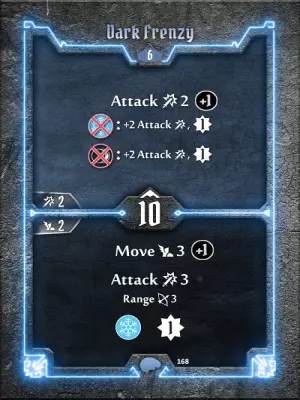 Dark Frenzy
6
Attack 2 +1
: +2 Attack , 1
: +2 Attack , 1
2
10
2
Move 3 +1
Attack 3
Range 3
1
168